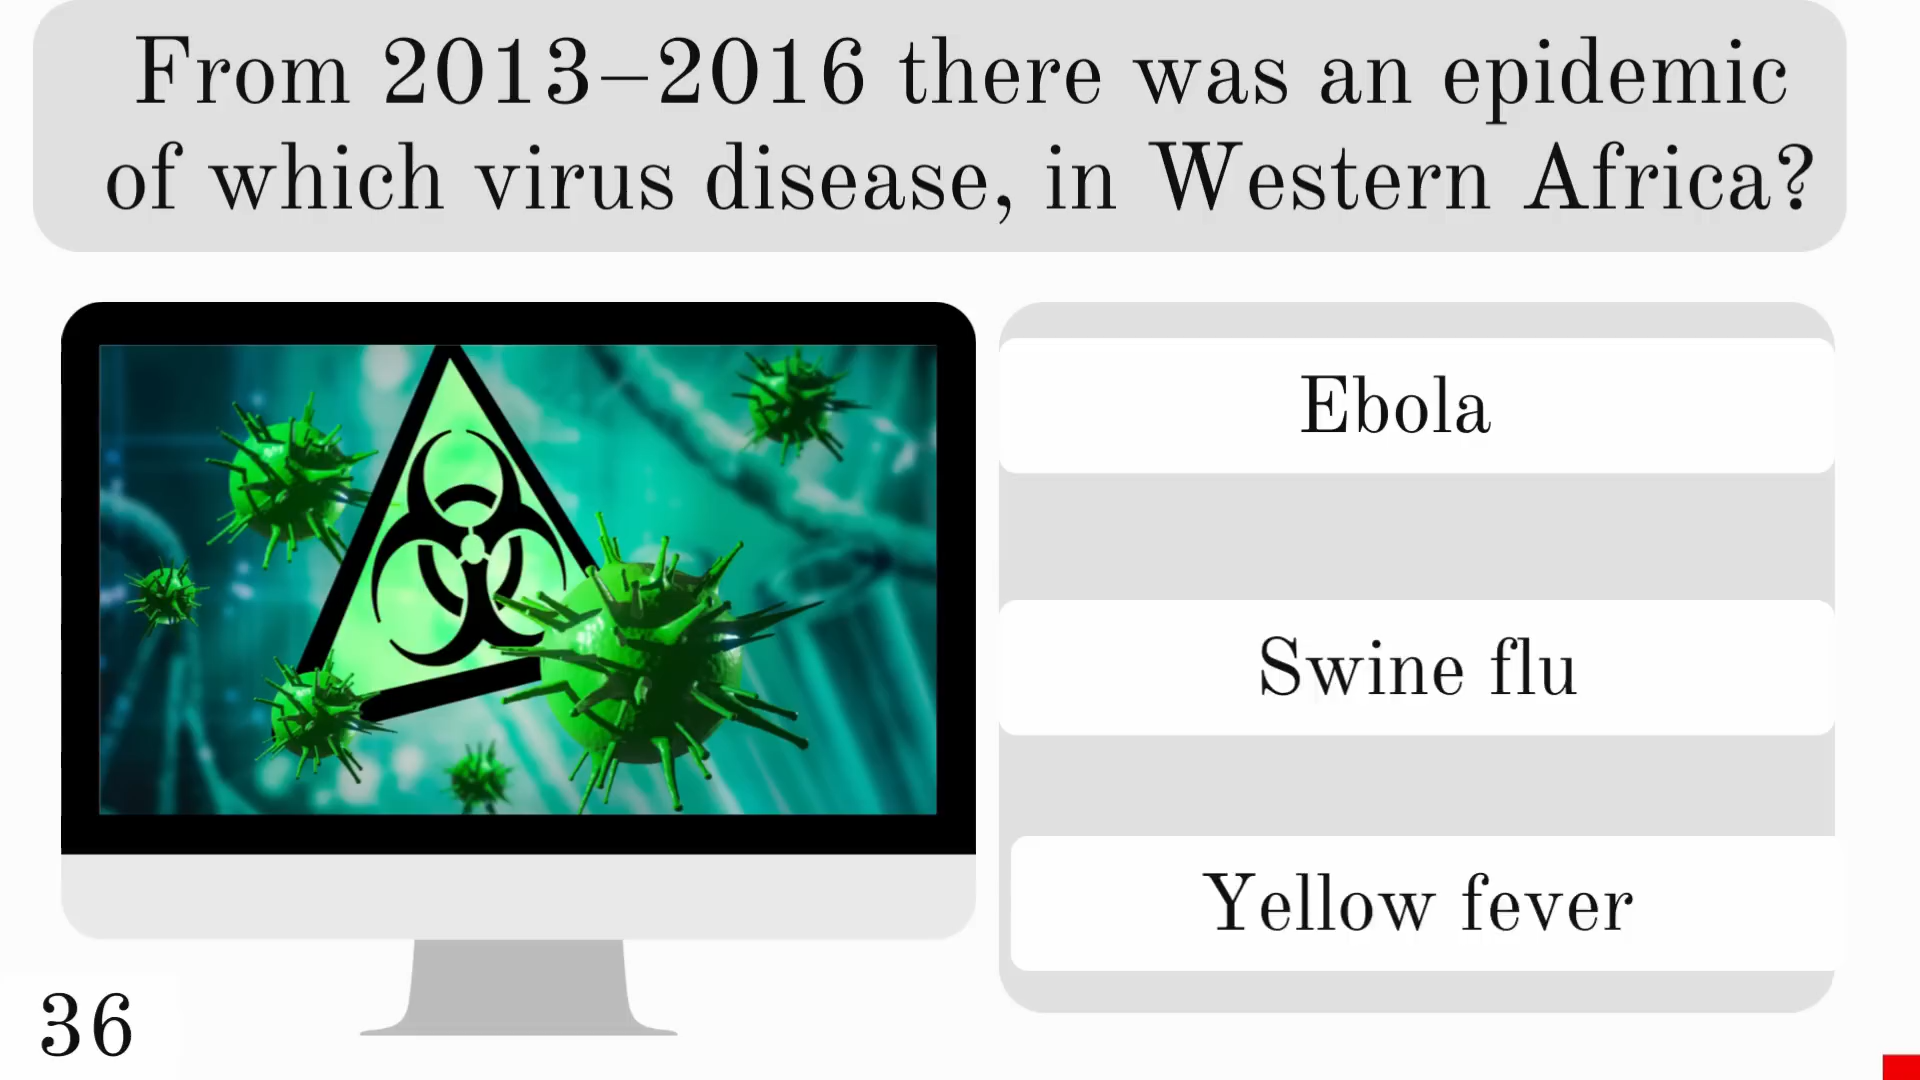 From 2013–2016 there was an epidemic
of which virus disease, in Western Africa?
Ebola
Swine flu
Yellow fever
36